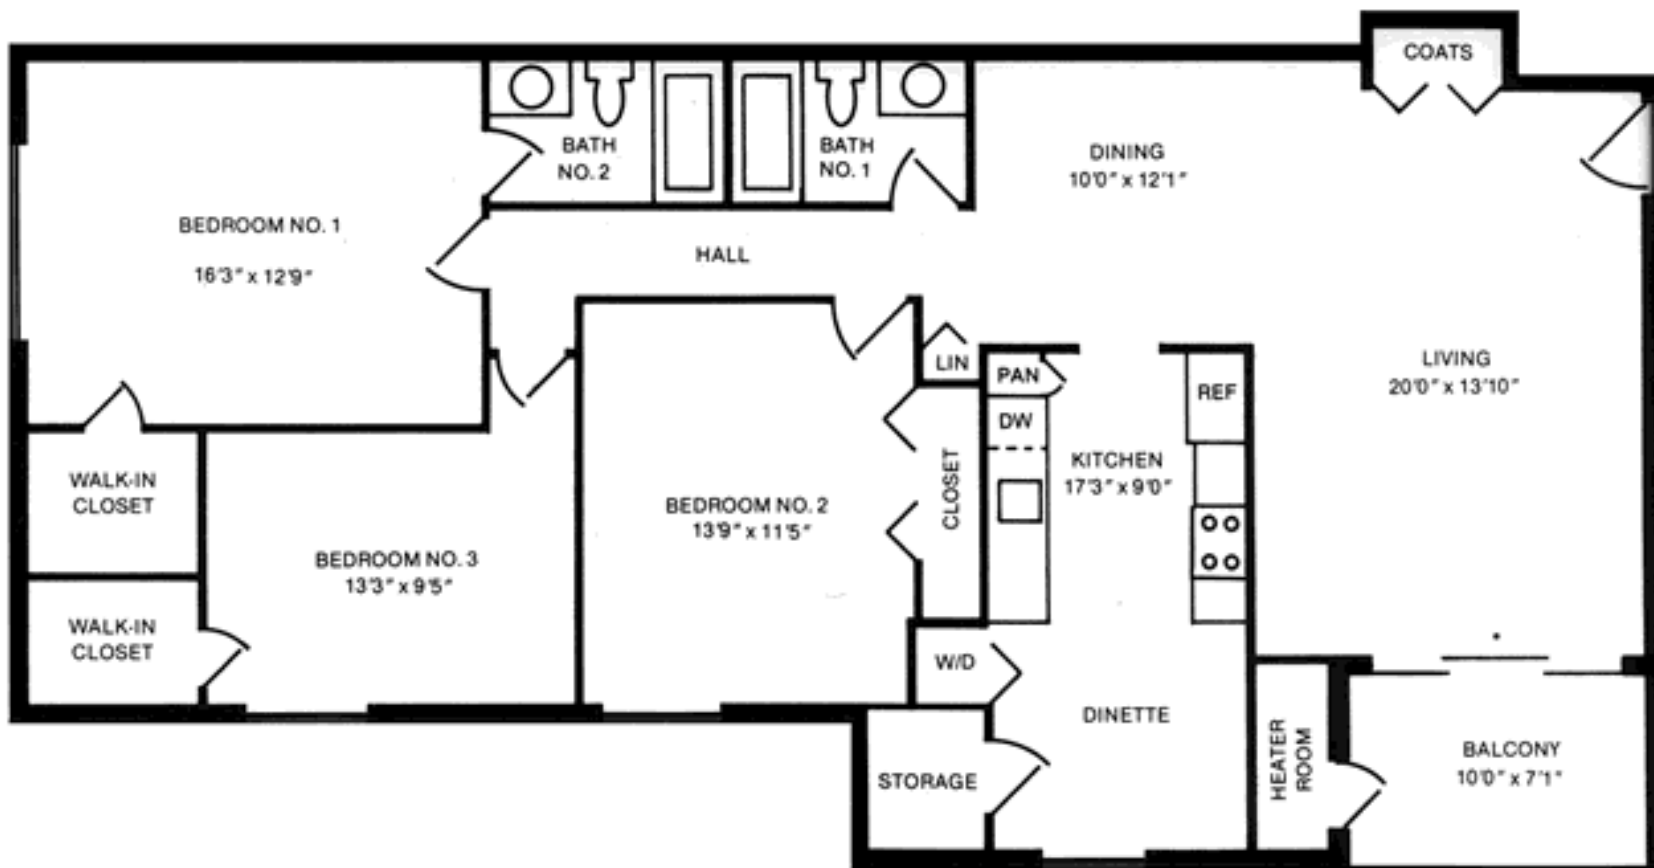 COATS
BATH
NO. 2
BATH
NO. 1
DINING
10'0" x 12'1"
BEDROOM NO. 1
16'3" x 12'9"
HALL
LIN
PAN
REF
LIVING
20'0" x 13'10"
DW
KITCHEN
17'3" x 9'0"
WALK-IN
CLOSET
CLOSET
BEDROOM NO. 2
13'9" x 11'5"
BEDROOM NO. 3
13'3" x 9'5"
WALK-IN
CLOSET
W/D
DINETTE
STORAGE
HEATER
ROOM
BALCONY
10'0" x 7'1"